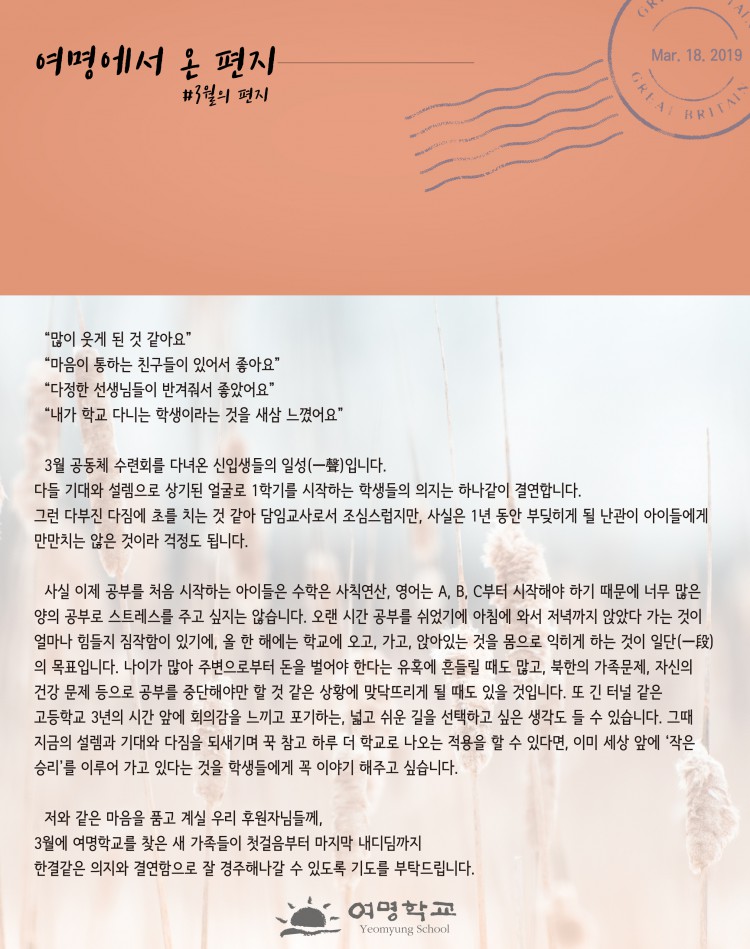 여명에서 온 편지
#3월의 편지
GREAT BRITAIN
Mar. 18. 2019
GREAT BRITAIN
“많이 웃게 된 것 같아요”
“마음이 통하는 친구들이 있어서 좋아요”
“다정한 선생님들이 반겨줘서 좋았어요”
“내가 학교 다니는 학생이라는 것을 새삼 느꼈어요”
3월 공동체 수련회를 다녀온 신입생들의 일성(一聲)입니다.
다들 기대와 설렘으로 상기된 얼굴로 1학기를 시작하는 학생들의 의지는 하나같이 결연합니다.
그런 다부진 다짐에 초를 치는 것 같아 담임교사로서 조심스럽지만, 사실은 1년 동안 부딪히게 될 난관이 아이들에게
만만치는 않은 것이라 걱정도 됩니다.
사실 이제 공부를 처음 시작하는 아이들은 수학은 사칙연산, 영어는 A, B, C부터 시작해야 하기 때문에 너무 많은
양의 공부로 스트레스를 주고 싶지는 않습니다. 오랜 시간 공부를 쉬었기에 아침에 와서 저녁까지 앉았다 가는 것이
얼마나 힘들지 짐작함이 있기에, 올 한 해에는 학교에 오고, 가고, 앉아있는 것을 몸으로 익히게 하는 것이 일단(一段)
의 목표입니다. 나이가 많아 주변으로부터 돈을 벌어야 한다는 유혹에 흔들릴 때도 많고, 북한의 가족문제, 자신의
건강 문제 등으로 공부를 중단해야만 할 것 같은 상황에 맞닥뜨리게 될 때도 있을 것입니다. 또 긴 터널 같은
고등학교 3년의 시간 앞에 회의감을 느끼고 포기하는, 넓고 쉬운 길을 선택하고 싶은 생각도 들 수 있습니다. 그때
지금의 설렘과 기대와 다짐을 되새기며 꾹 참고 하루 더 학교로 나오는 적용을 할 수 있다면, 이미 세상 앞에 ‘작은
승리’를 이루어 가고 있다는 것을 학생들에게 꼭 이야기 해주고 싶습니다.
저와 같은 마음을 품고 계실 우리 후원자님들께,
3월에 여명학교를 찾은 새 가족들이 첫걸음부터 마지막 내디딤까지
한결같은 의지와 결연함으로 잘 경주해나갈 수 있도록 기도를 부탁드립니다.
여명학교
Yeomyung School